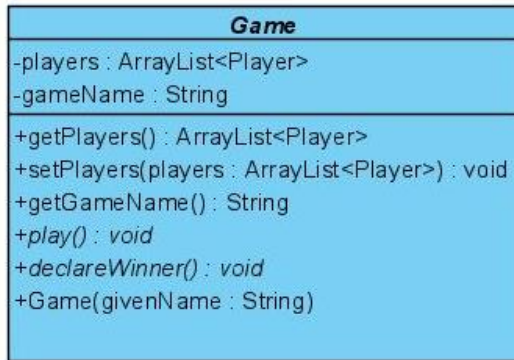 Game
-players : ArrayList<Player>
-gameName : String
+getPlayers() : ArrayList<Player>
+setPlayers(players : ArrayList<Player>) : void
+getGameName() : String
+play() : void
+declareWinner() : void
+Game(givenName : String)